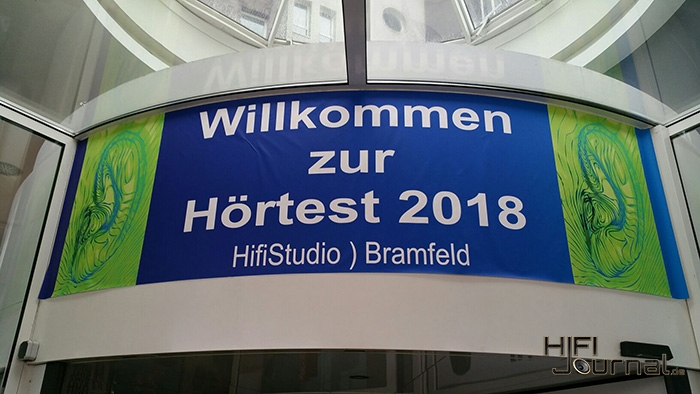 Willkommen
zur
Hörtest 2018
HifiStudio ) Bramfeld
HIFI
Journal.de